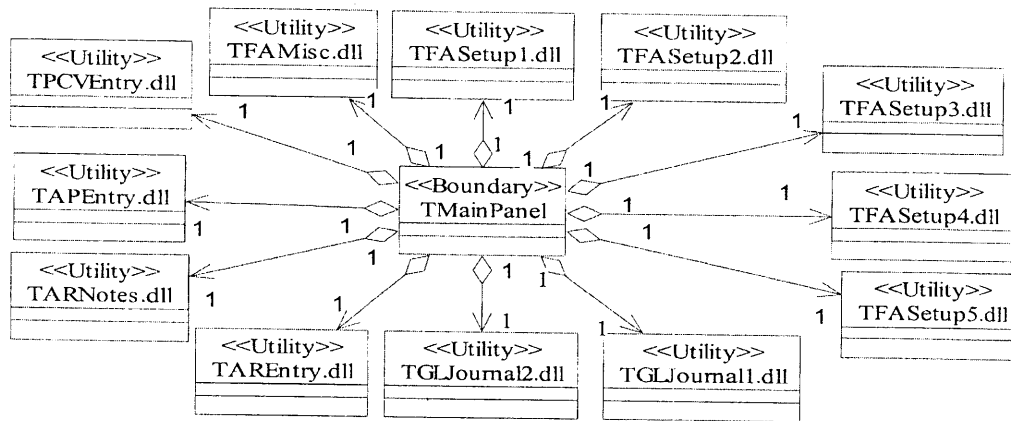 <<Utility>>
TPCVEntry.dll
<<Utility>>
TFAMisc.dll
<<Utility>>
TFASetup1.dll
<<Utility>>
TFASetup2.dll
<<Utility>>
TFASetup3.dll
1
1
1
1
1
1
1
1
1
1
<<Utility>>
TAPEntry.dll
1
1
<<Boundary>>
TMainPanel
1
1
<<Utility>>
TFASetup4.dll
<<Utility>>
TARNotes.dll
1
1
1
1
1
1
<<Utility>>
TFASetup5.dll
1
1
1
1
<<Utility>>
TAREntry.dll
<<Utility>>
TGLJournal2.dll
<<Utility>>
TGLJournal1.dll